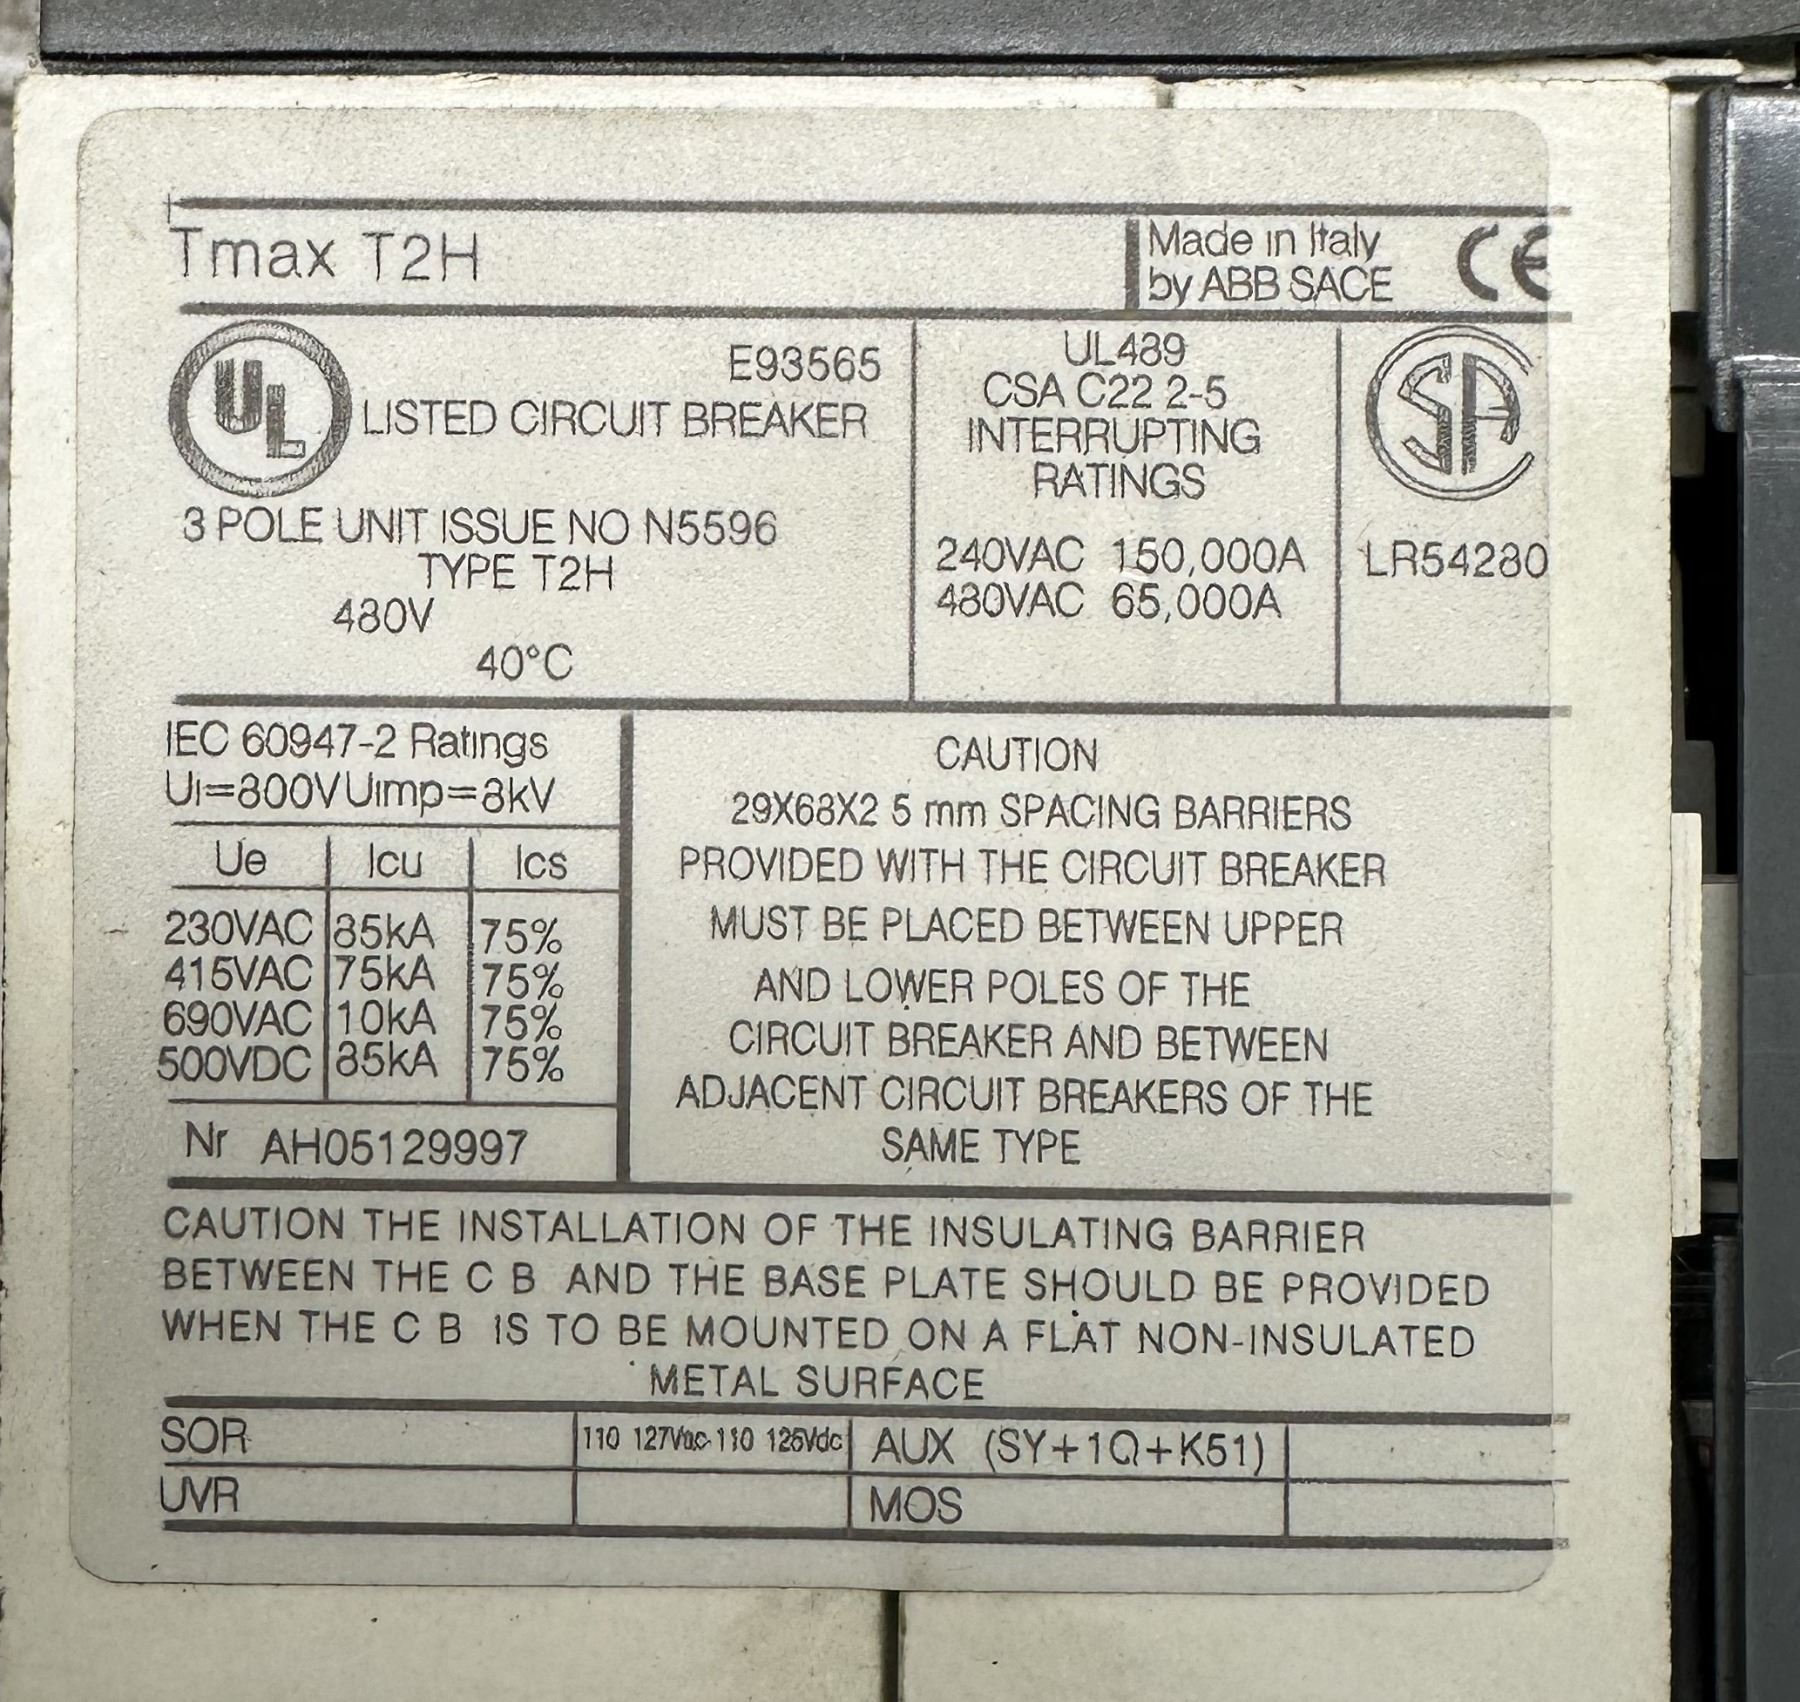 Tmax T2H
Made in Italy
by ABB SACE
CE
UL
E93565
LISTED CIRCUIT BREAKER
3 POLE UNIT ISSUE NO N5596
TYPE T2H
480V
40°C
UL489
CSA C22 2-5
INTERRUPTING
RATINGS
240VAC 150,000A
480VAC 65,000A
SA
LR54280
IEC 60947-2 Ratings
Ui=800V Uimp=8kV
Ue Icu Ics
230VAC 85kA 75%
415VAC 75kA 75%
690VAC 10kA 75%
500VDC 85kA 75%
Nr AH05129997
CAUTION
29X68X2 5 mm SPACING BARRIERS
PROVIDED WITH THE CIRCUIT BREAKER
MUST BE PLACED BETWEEN UPPER
AND LOWER POLES OF THE
CIRCUIT BREAKER AND BETWEEN
ADJACENT CIRCUIT BREAKERS OF THE
SAME TYPE
CAUTION THE INSTALLATION OF THE INSULATING BARRIER
BETWEEN THE C B AND THE BASE PLATE SHOULD BE PROVIDED
WHEN THE C B IS TO BE MOUNTED ON A FLAT NON-INSULATED
METAL SURFACE
SOR 110 127Vac-110 125Vdc AUX (SY+1Q+K51)
UVR MOS